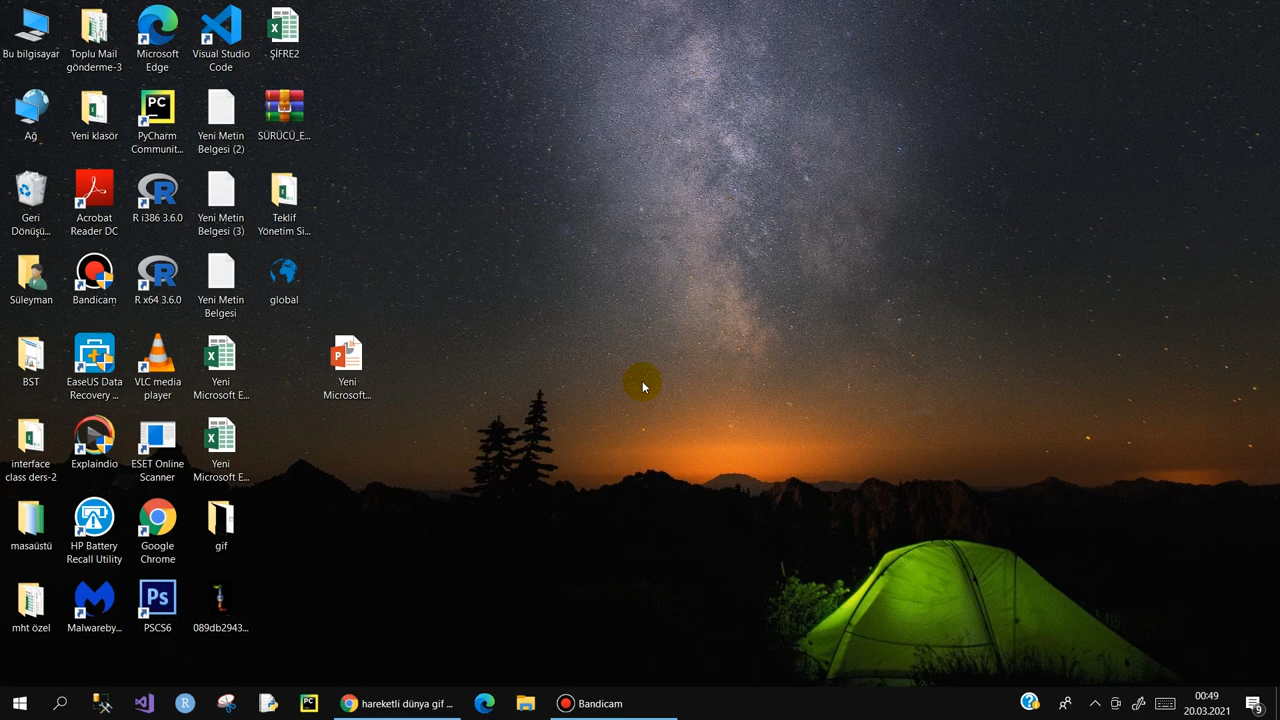 Bu bilgisayar
Toplu Mail
gönderme-3
Microsoft
Edge
Visual Studio
Code
ŞİFRE2
Ağ
Yeni klasör
PyCharm
Communit...
Yeni Metin
Belgesi (2)
SÜRÜCÜ_E...
Geri
Dönüşü...
Acrobat
Reader DC
R i386 3.6.0
Yeni Metin
Belgesi (3)
Teklif
Yönetim Si...
Süleyman
Bandicam
R x64 3.6.0
Yeni Metin
Belgesi
global
BST
EaseUS Data
Recovery ...
VLC media
player
Yeni
Microsoft E...
Yeni
Microsoft...
interface
class ders-2
Explaindio
ESET Online
Scanner
Yeni
Microsoft E...
masaüstü
HP Battery
Recall Utility
Google
Chrome
gif
mht özel
Malwareby...
PSCS6
089db2943...
hareketli dünya gif ...
Bandicam
00:49
20.03.2021
9